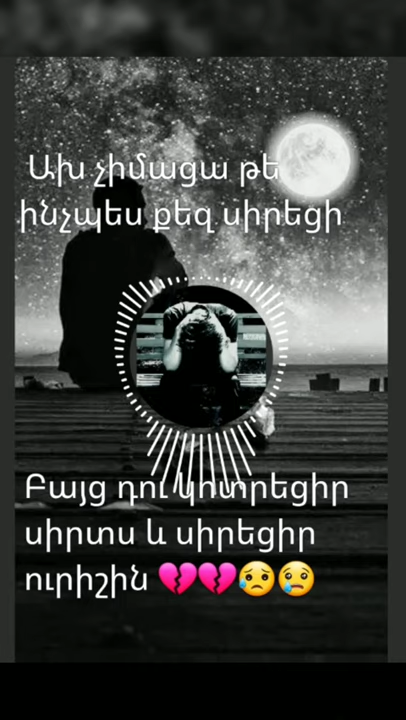 Ախ չիմացա թե
ինչպես քեզ սիրեցի
Բայց դու կոտրեցիր
սիրտս և սիրեցիր
ուրիշին 💔💔😥😢